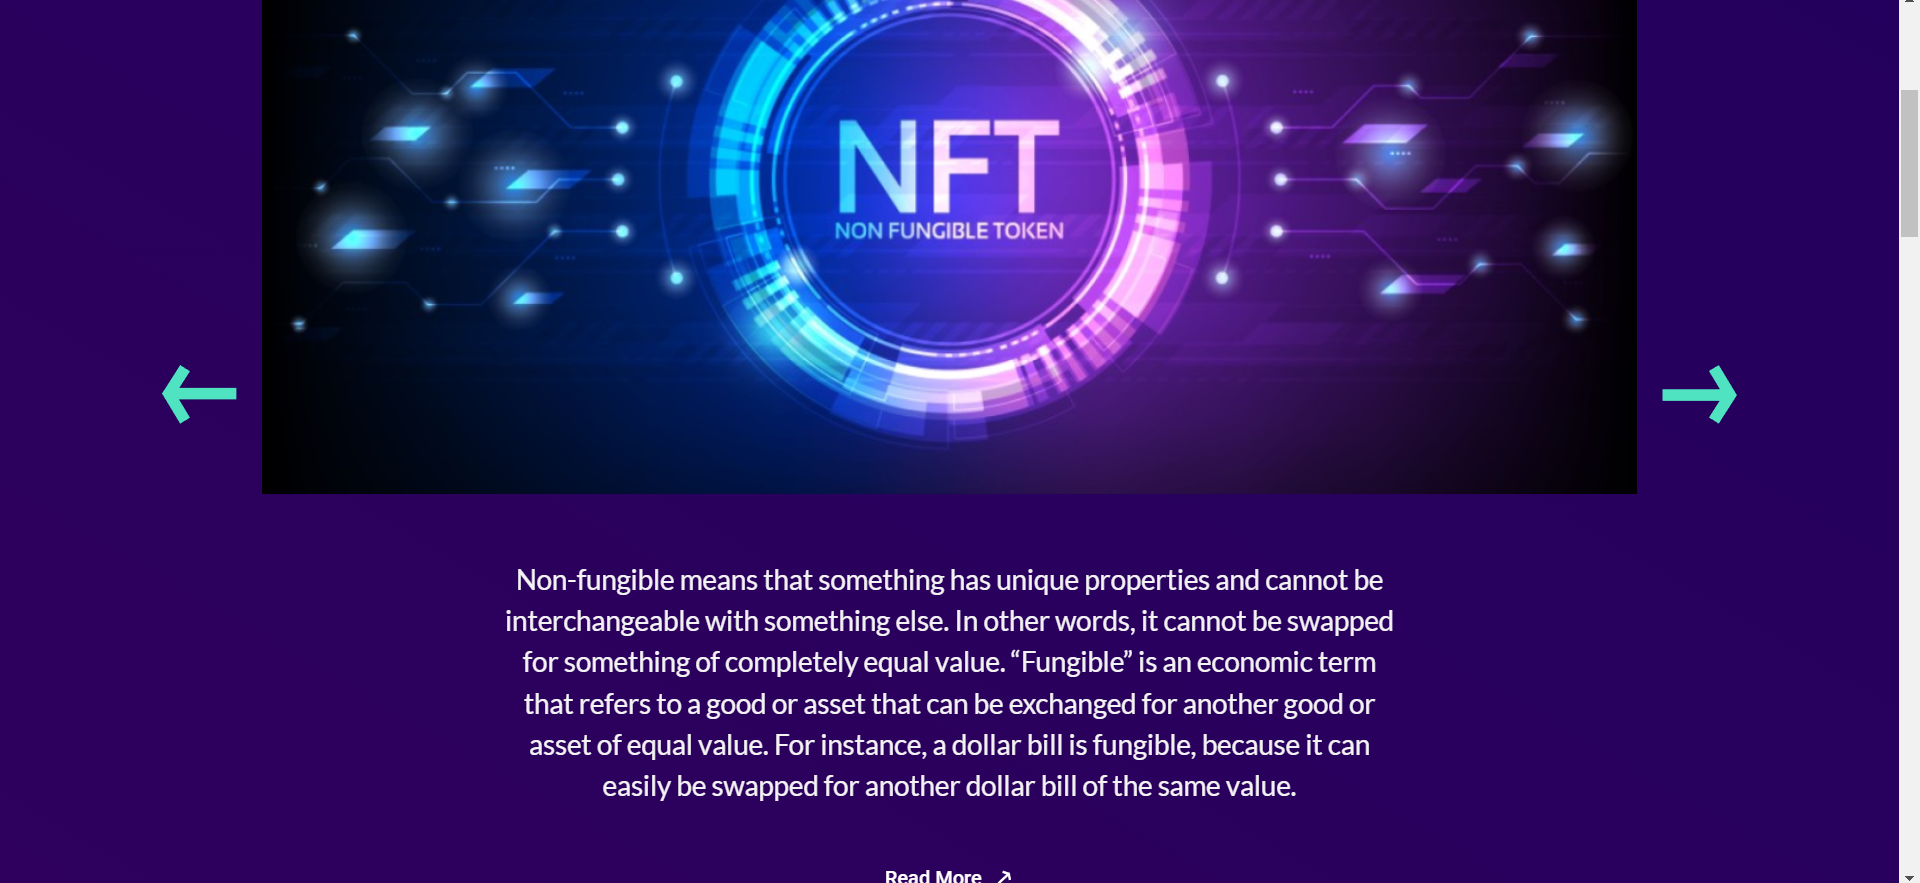 NFT
NON FUNGIBLE TOKEN
Non-fungible means that something has unique properties and cannot be
interchangeable with something else. In other words, it cannot be swapped
for something of completely equal value. “Fungible” is an economic term
that refers to a good or asset that can be exchanged for another good or
asset of equal value. For instance, a dollar bill is fungible, because it can
easily be swapped for another dollar bill of the same value.
Read More